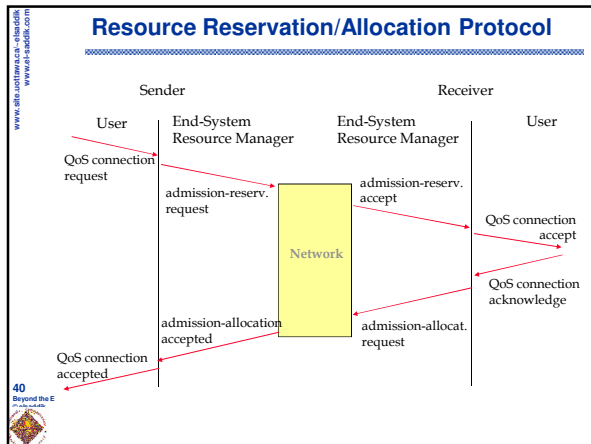 Resource Reservation/Allocation Protocol
www.site.uottawa.ca/~elsaddik
www.el-saddik.com
Sender
Receiver
User
End-System
Resource Manager
End-System
Resource Manager
User
QoS connection
request
admission-reserv.
request
admission-reserv.
accept
QoS connection
accept
Network
QoS connection
acknowledge
admission-allocation
accepted
admission-allocat.
request
QoS connection
accepted
40
Beyond the E